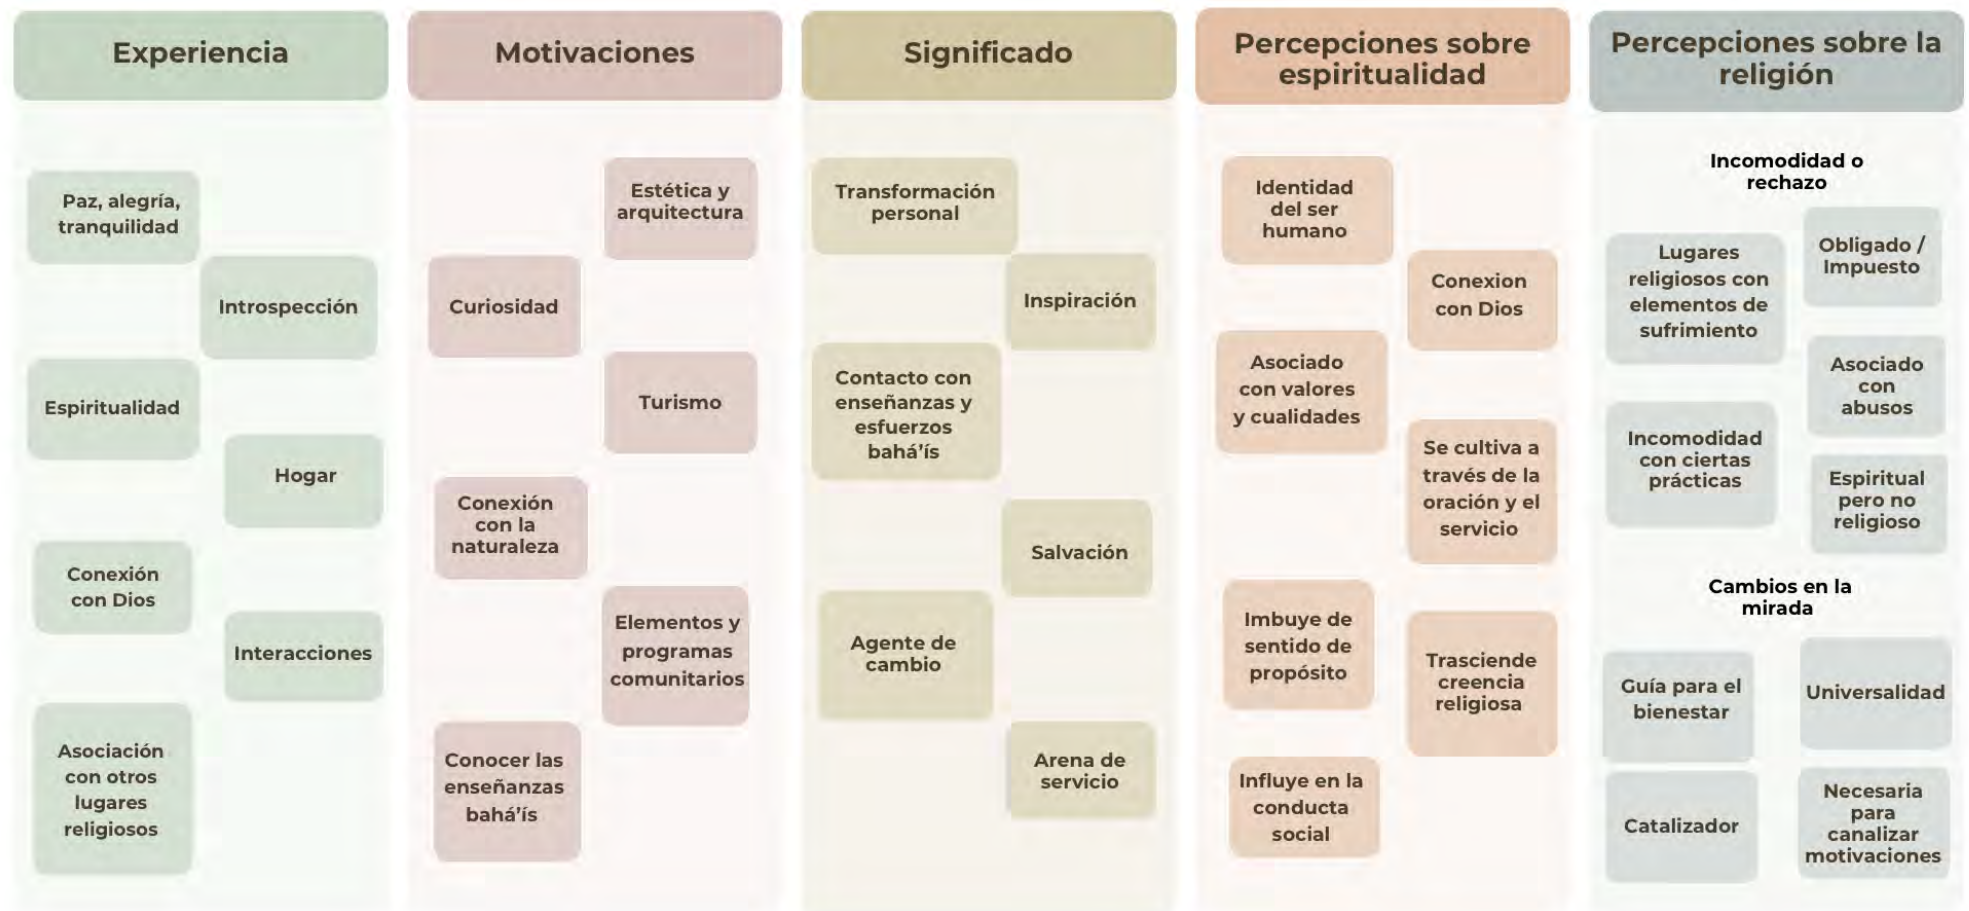 Experiencia
Paz, alegría,
tranquilidad
Introspección
Espiritualidad
Hogar
Conexión
con Dios
Interacciones
Asociación
con otros
lugares
religiosos
Motivaciones
Estética y
arquitectura
Curiosidad
Turismo
Conexión
con la
naturaleza
Elementos y
programas
comunitarios
Conocer las
enseñanzas
bahá’ís
Significado
Transformación
personal
Inspiración
Contacto con
enseñanzas y
esfuerzos
bahá’ís
Salvación
Agente de
cambio
Arena de
servicio
Percepciones sobre
espiritualidad
Identidad
del ser
humano
Conexion
con Dios
Asociado
con valores
y cualidades
Se cultiva a
través de la
oración y el
servicio
Imbuye de
sentido de
propósito
Trasciende
creencia
religiosa
Influye en la
conducta
social
Percepciones sobre la
religión
Incomodidad o
rechazo
Obligado /
Impuesto
Lugares
religiosos con
elementos de
sufrimiento
Asociado
con
abusos
Incomodidad
con ciertas
prácticas
Espiritual
pero no
religioso
Cambios en la
mirada
Guía para el
bienestar
Universalidad
Catalizador
Necesaria
para
canalizar
motivaciones